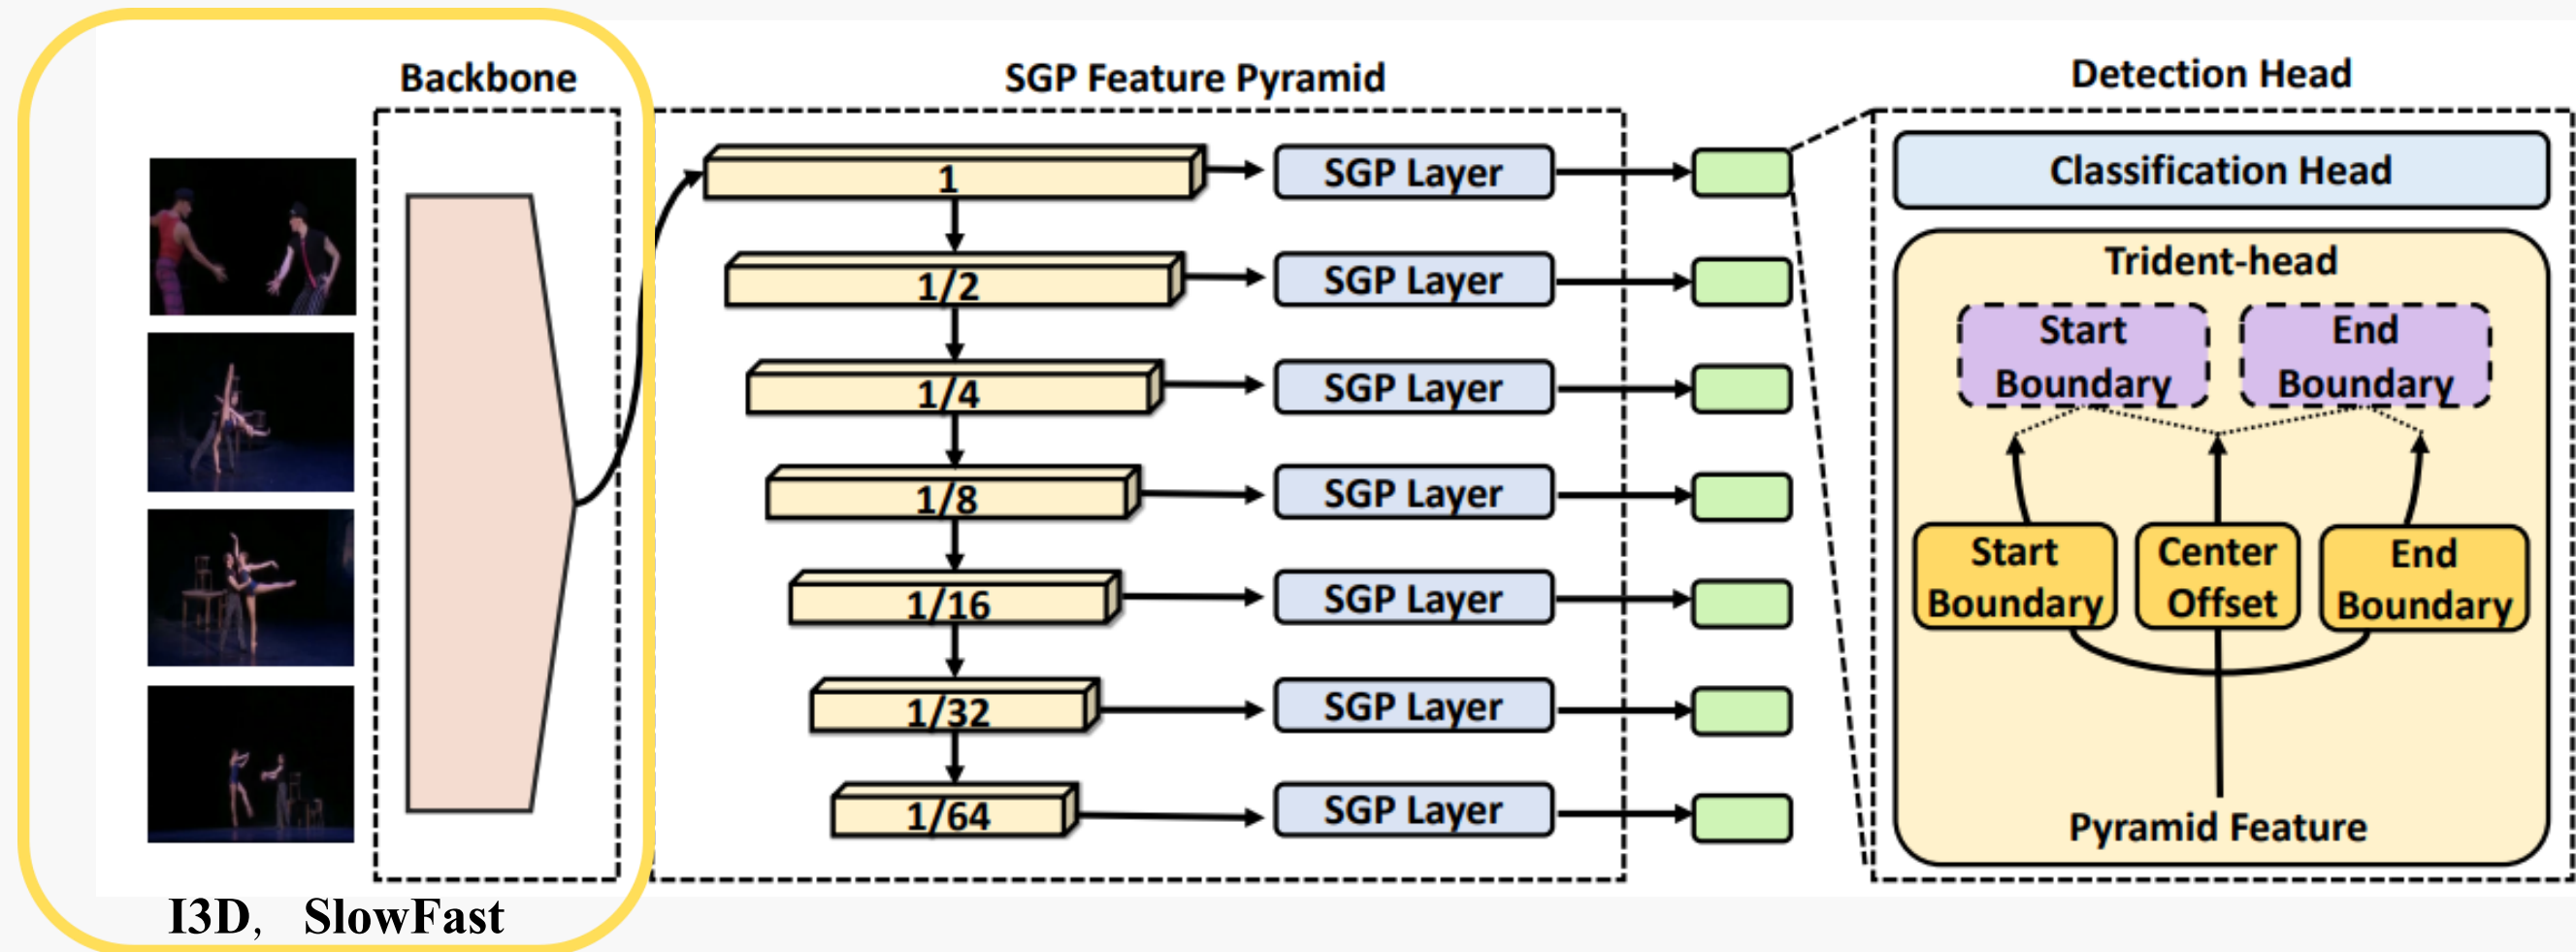 Backbone
I3D, SlowFast
SGP Feature Pyramid
1
SGP Layer
1/2
SGP Layer
1/4
SGP Layer
1/8
SGP Layer
1/16
SGP Layer
1/32
SGP Layer
1/64
SGP Layer
Detection Head
Classification Head
Trident-head
Start
Boundary
End
Boundary
Start
Boundary
Center
Offset
End
Boundary
Pyramid Feature